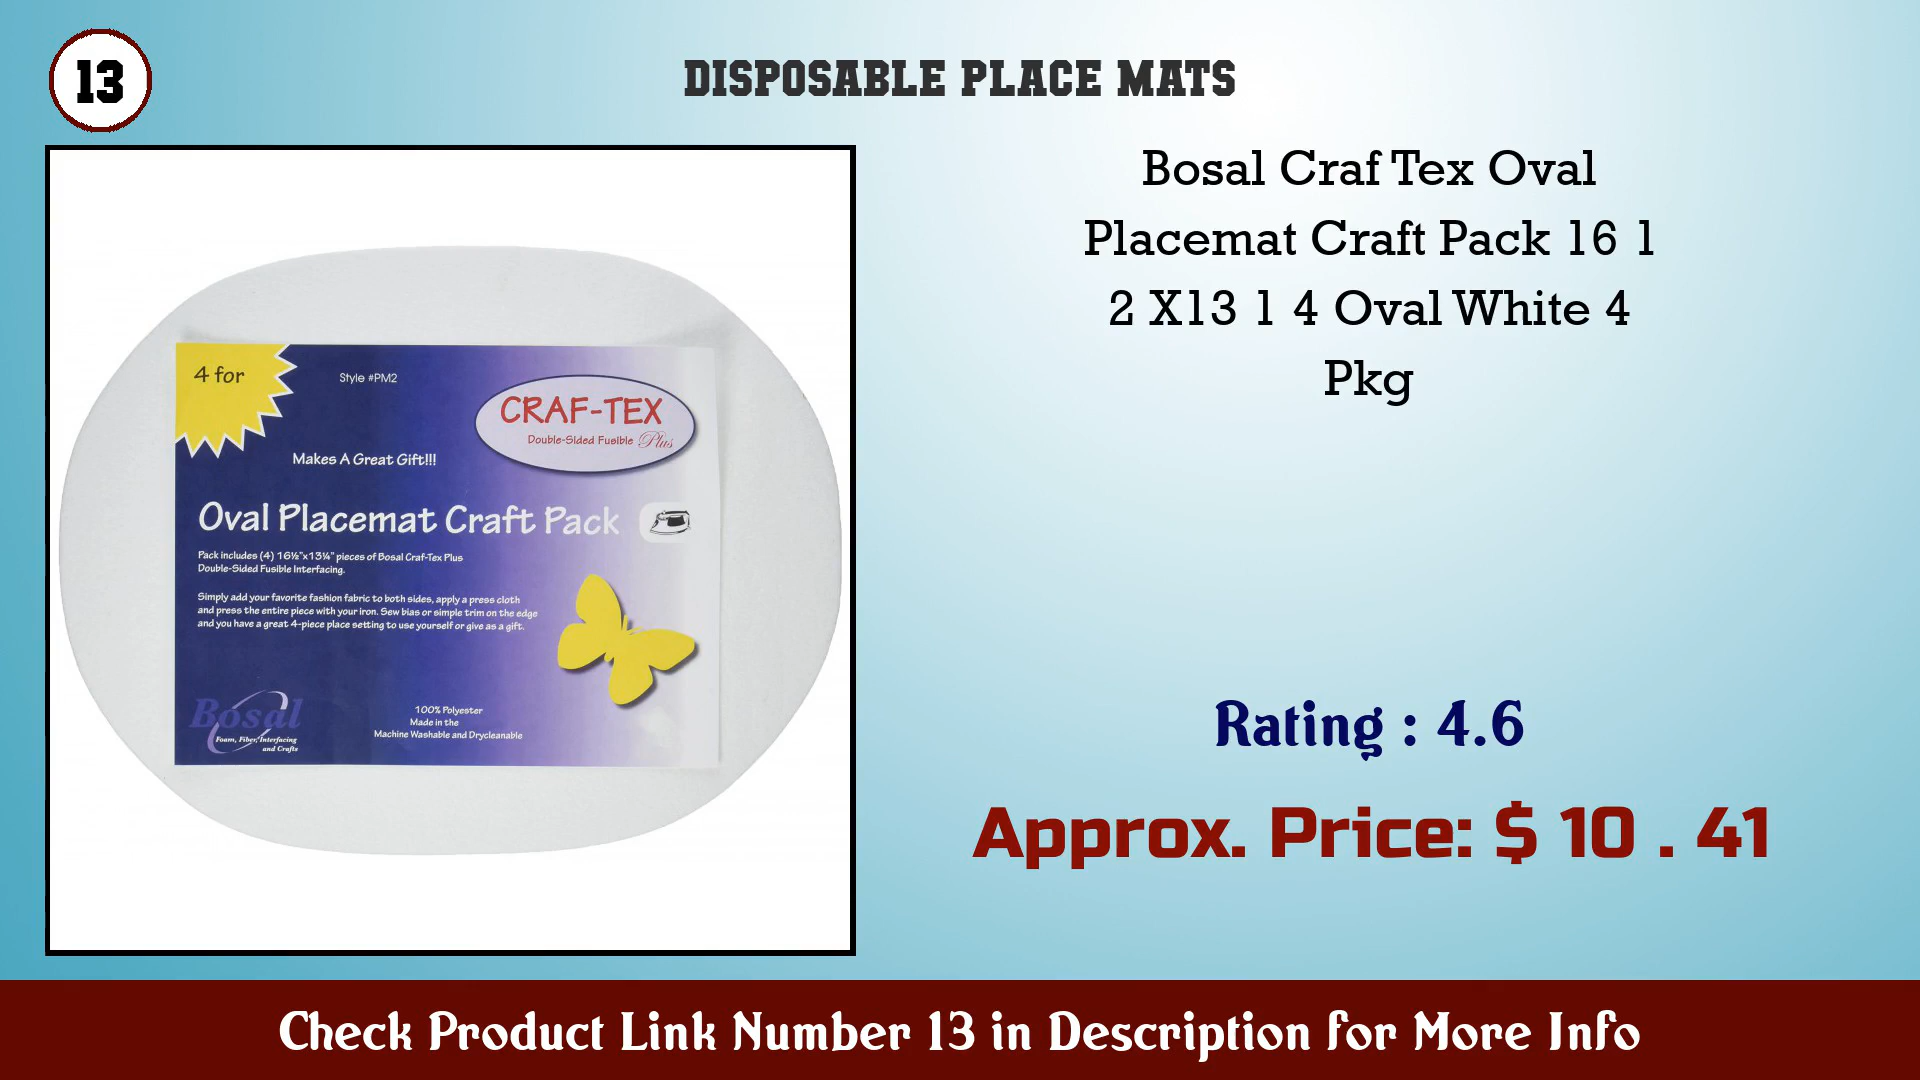 13
DISPOSABLE PLACE MATS
Bosal Craf Tex Oval
Placemat Craft Pack 16 1
2 X13 1 4 Oval White 4
Pkg
4 for
Style #PM2
CRAF-TEX
Double-Sided Fusible Plus
Makes A Great Gift!!!
Oval Placemat Craft Pack
Pack includes (4) 16½"x13¼" pieces of Bosal Craf-Tex Plus
Double-Sided Fusible Interfacing.
Simply add your favorite fashion fabric to both sides, apply a press cloth
and press the entire piece with your iron. Sew bias or simple trim on the edge
and you have a great 4-piece place setting to use yourself or give as a gift.
Bosal
Foam, Fiber, Interfacing
and Crafts
100% Polyester
Made in the
Machine Washable and Drycleanable
Rating : 4.6
Approx. Price: $ 10 . 41
Check Product Link Number 13 in Description for More Info